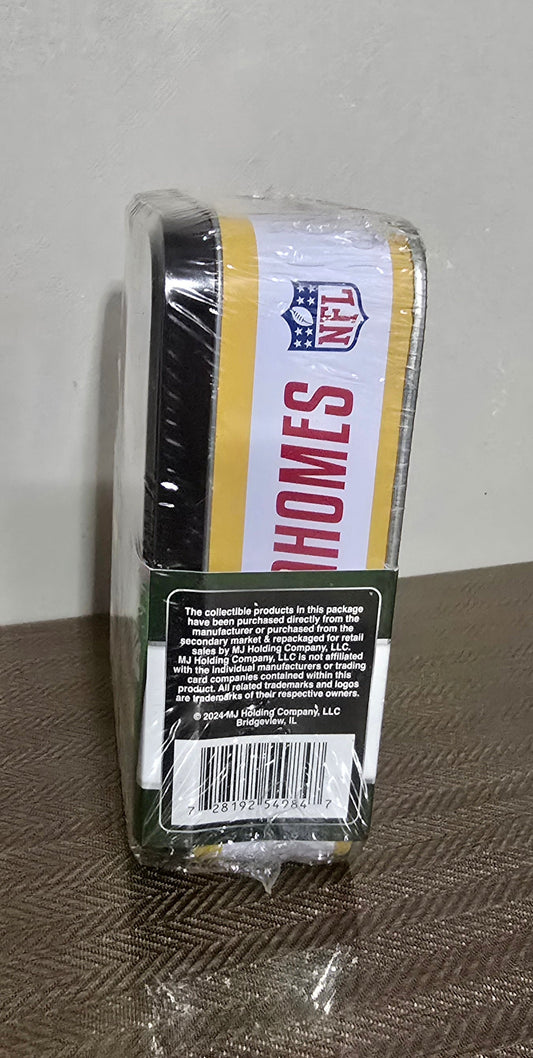 NFL
The collectible products in this package
have been purchased directly from the
manufacturer or purchased from the
secondary market & repackaged for retail
sales by MJ Holding Company, LLC.
MJ Holding Company, LLC is not affiliated
with the individual manufacturers or trading
card companies contained within this
product. All related trademarks and logos
are trademarks of their respective owners.
© 2024 MJ Holding Company, LLC
Bridgeview, IL
7 28192 54984 7